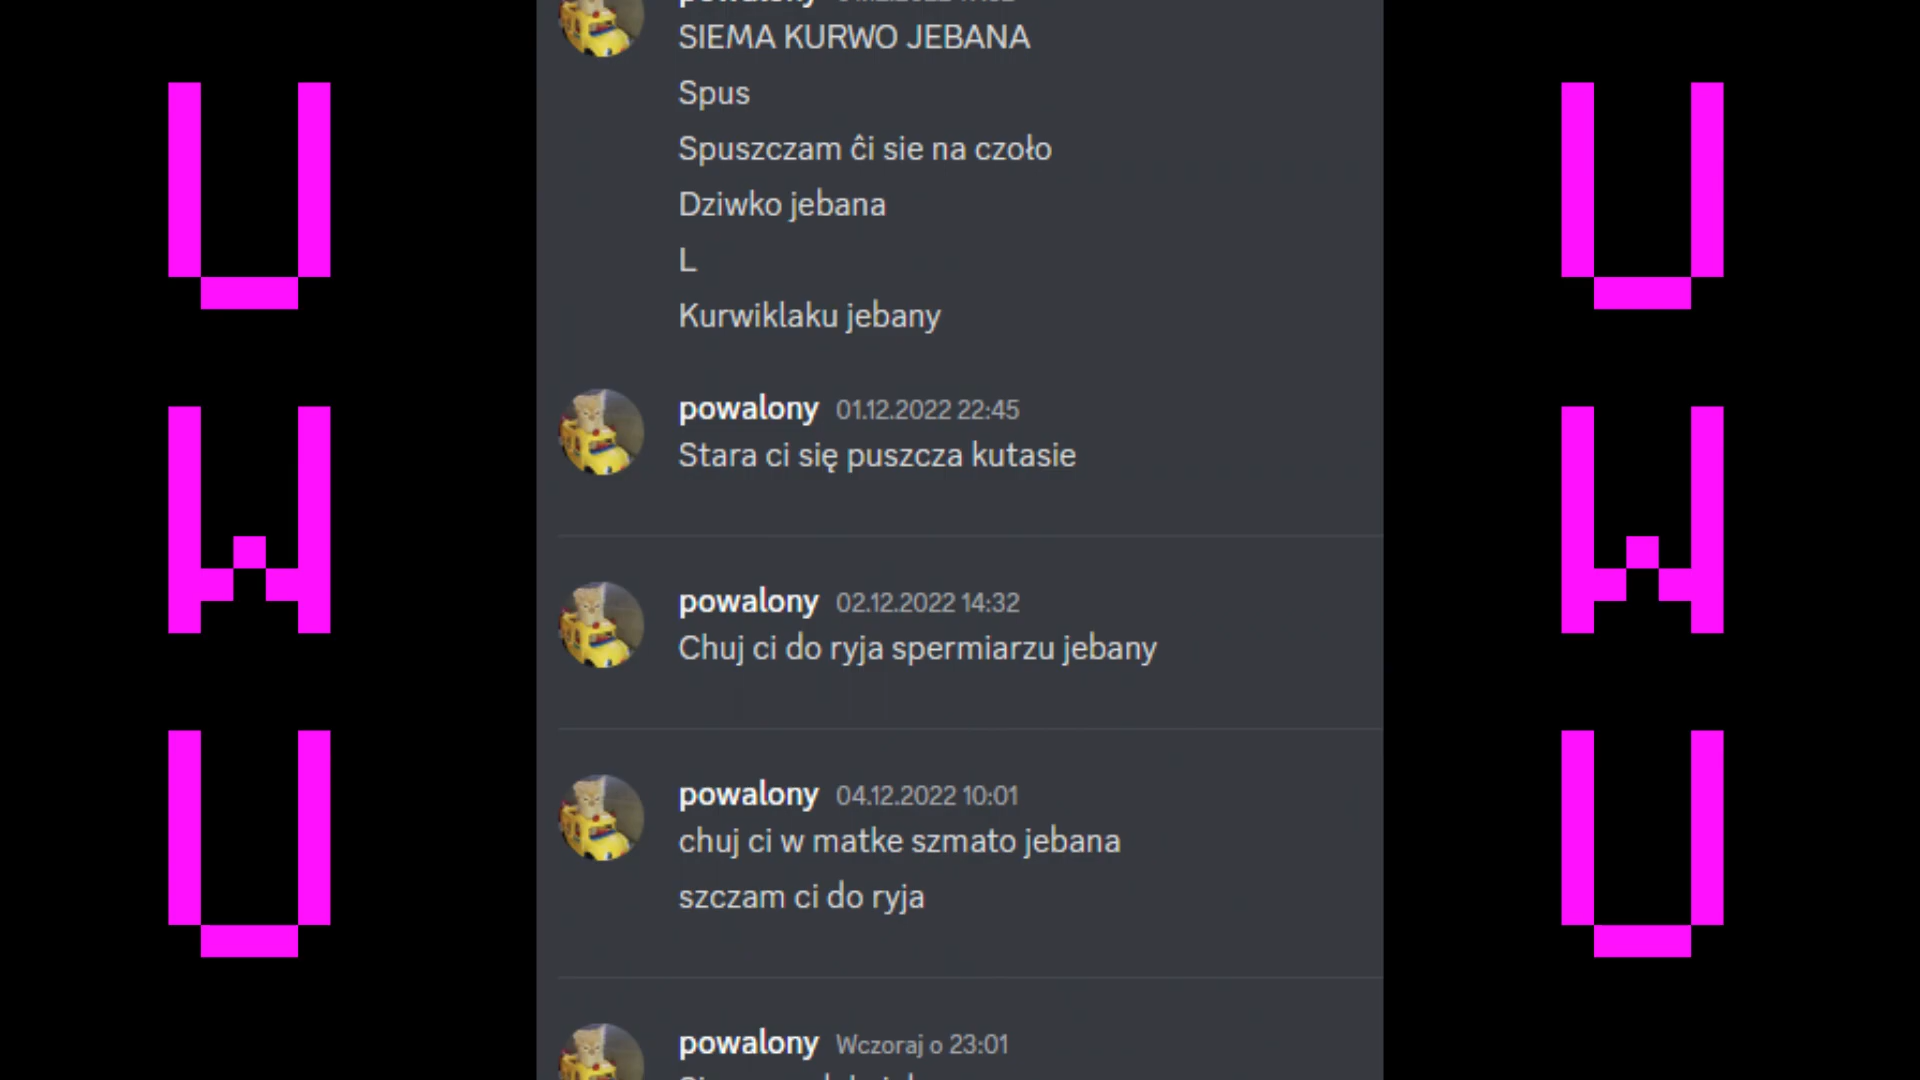 SIEMA KURWO JEBANA
Spus
Spuszczam ĉi sie na czoło
Dziwko jebana
L
Kurwiklaku jebany
powalony 01.12.2022 22:45
Stara ci się puszcza kutasie
powalony 02.12.2022 14:32
Chuj ci do ryja spermiarzu jebany
powalony 04.12.2022 10:01
chuj ci w matke szmato jebana
szczam ci do ryja
powalony Wczoraj o 23:01
U
W
U
U
W
U